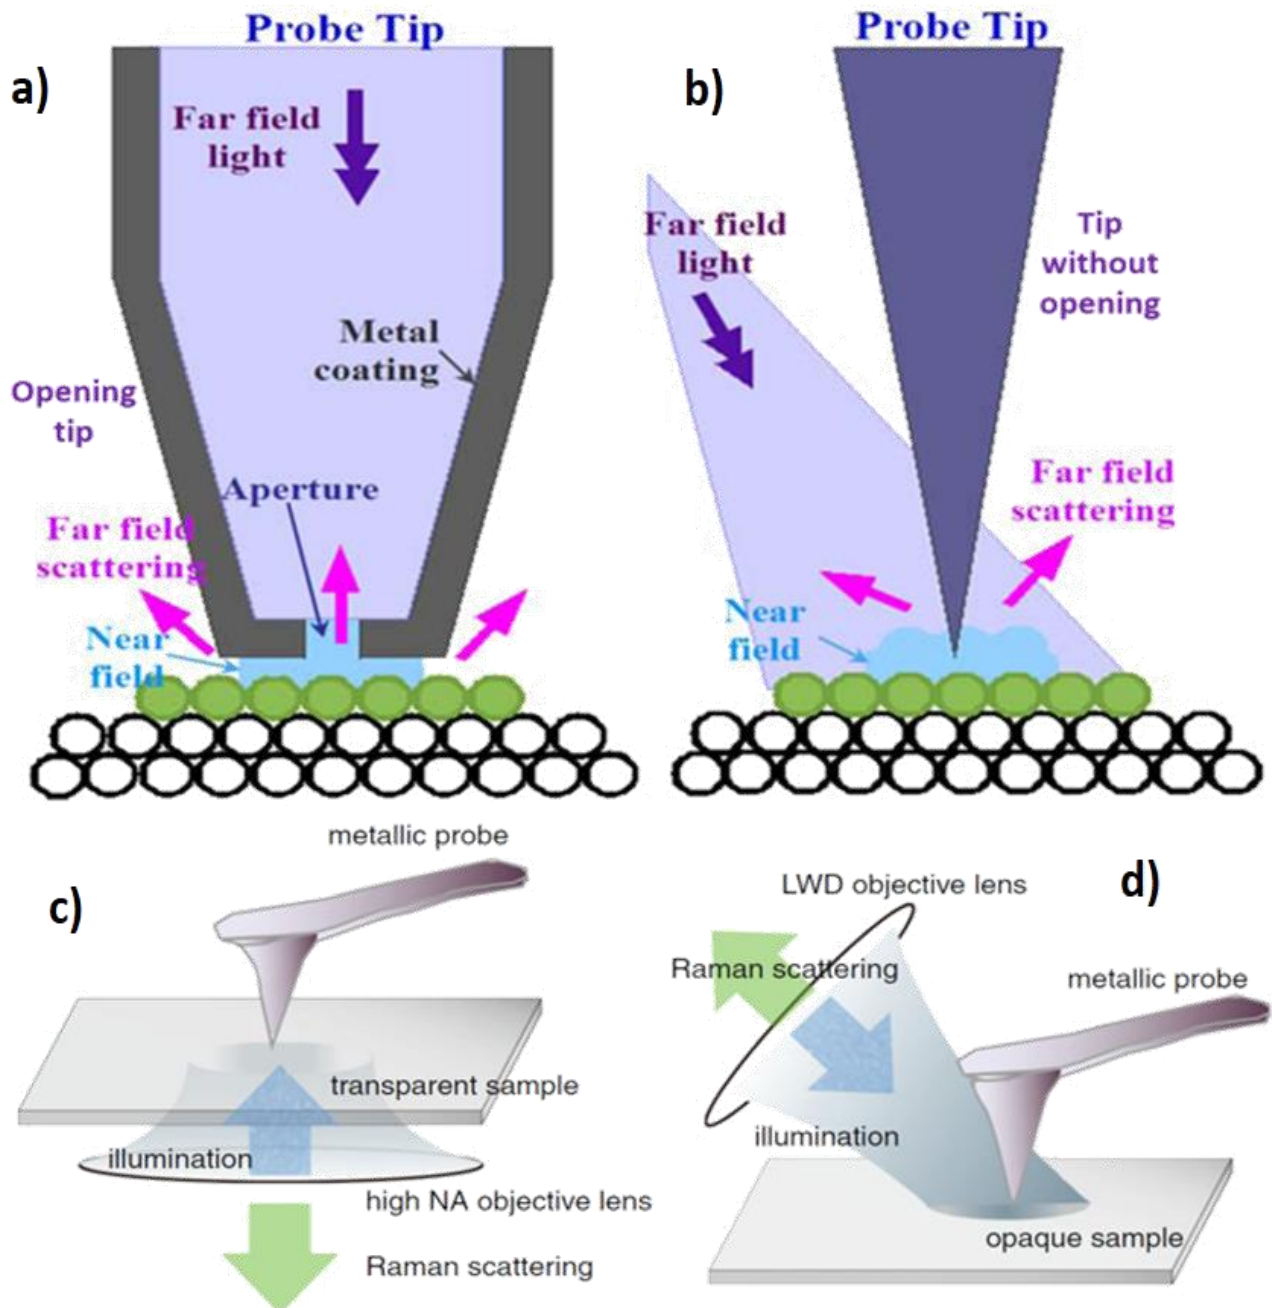 a)
Probe Tip
Far field
light
Metal
coating
Opening
tip
Aperture
Far field
scattering
Near
field
b)
Probe Tip
Far field
light
Tip
without
opening
Far field
scattering
Near
field
c)
metallic probe
transparent sample
illumination
high NA objective lens
Raman scattering
d)
LWD objective lens
Raman scattering
metallic probe
illumination
opaque sample